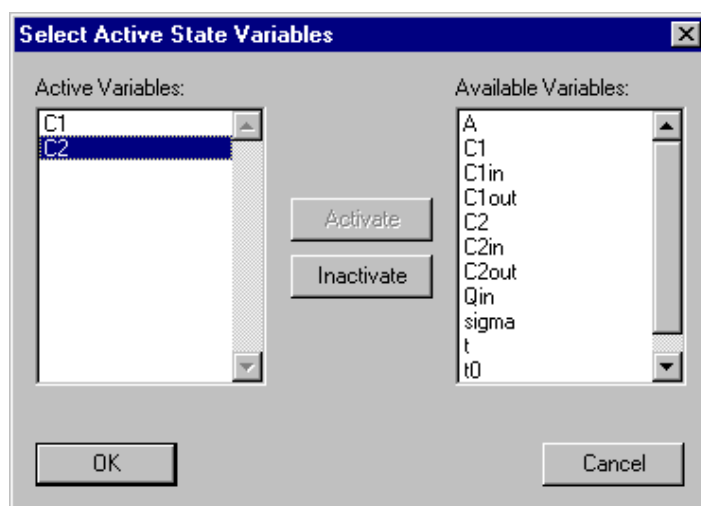 Select Active State Variables
Active Variables:
C1
C2
Activate
Inactivate
Available Variables:
A
C1
C1in
C1out
C2
C2in
C2out
Qin
sigma
t
t0
OK
Cancel